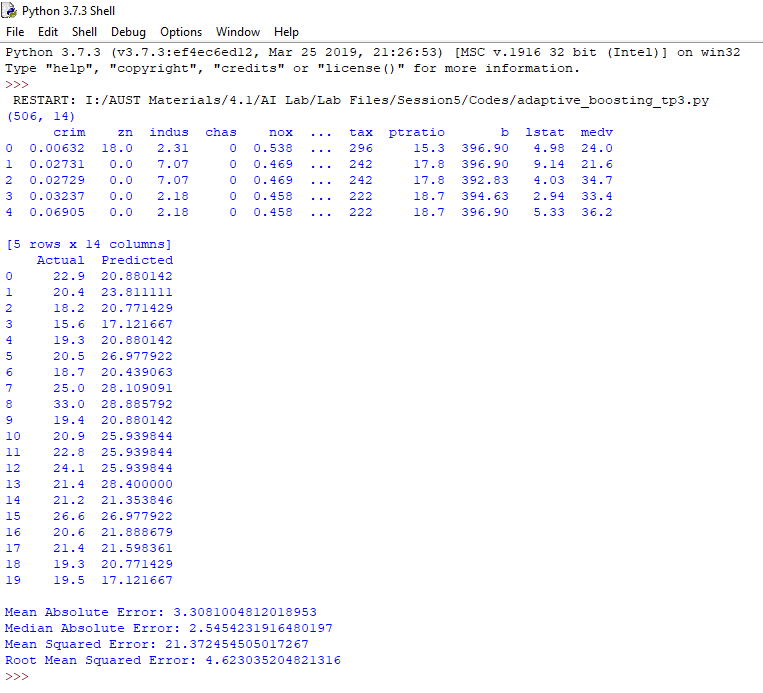 Python 3.7.3 Shell
File Edit Shell Debug Options Window Help
Python 3.7.3 (v3.7.3:ef4ec6ed12, Mar 25 2019, 21:26:53) [MSC v.1916 32 bit (Intel)] on win32
Type "help", "copyright", "credits" or "license()" for more information.
>>>
 RESTART: I:/AUST Materials/4.1/AI Lab/Lab Files/Session5/Codes/adaptive_boosting_tp3.py
(506, 14)
      crim    zn  indus  chas    nox  ...  tax  ptratio       b  lstat  medv
0  0.00632  18.0   2.31     0  0.538  ...  296     15.3  396.90   4.98  24.0
1  0.02731   0.0   7.07     0  0.469  ...  242     17.8  396.90   9.14  21.6
2  0.02729   0.0   7.07     0  0.469  ...  242     17.8  392.83   4.03  34.7
3  0.03237   0.0   2.18     0  0.458  ...  222     18.7  394.63   2.94  33.4
4  0.06905   0.0   2.18     0  0.458  ...  222     18.7  396.90   5.33  36.2
[5 rows x 14 columns]
    Actual  Predicted
0     22.9  20.880142
1     20.4  23.811111
2     18.2  20.771429
3     15.6  17.121667
4     19.3  20.880142
5     20.5  26.977922
6     18.7  20.439063
7     25.0  28.109091
8     33.0  28.885792
9     19.4  20.880142
10    20.9  25.939844
11    22.8  25.939844
12    24.1  25.939844
13    21.4  28.400000
14    21.2  21.353846
15    26.6  26.977922
16    20.6  21.888679
17    21.4  21.598361
18    19.3  20.771429
19    19.5  17.121667
Mean Absolute Error: 3.3081004812018953
Median Absolute Error: 2.5454231916480197
Mean Squared Error: 21.372454505017267
Root Mean Squared Error: 4.623035204821316
>>>